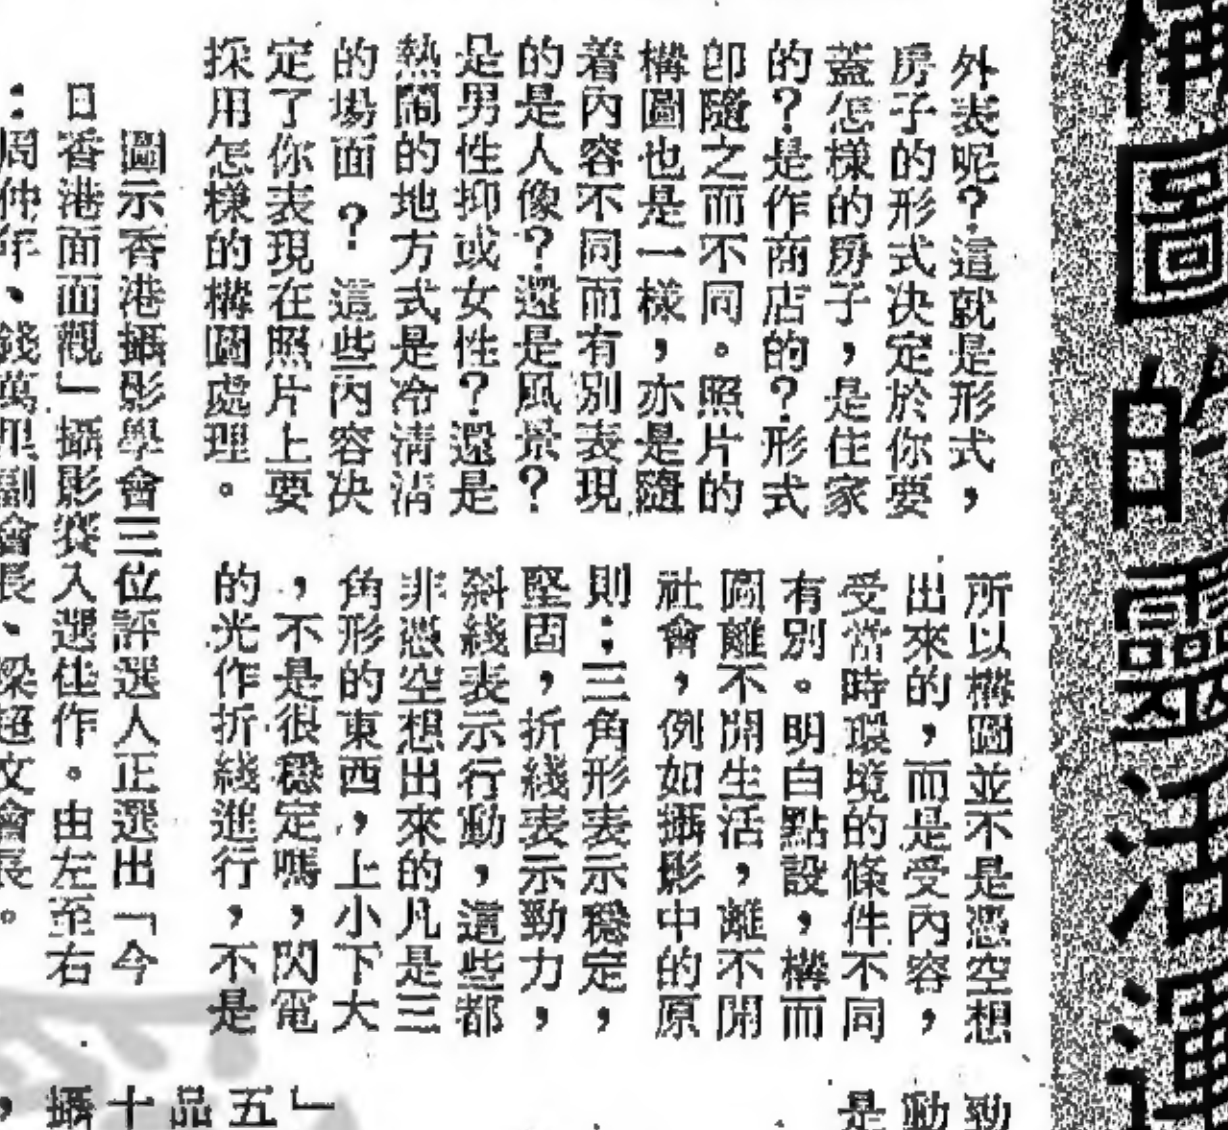 構圖的靈活運
外表呢？這就是形式，
房子的形式決定於你要
蓋怎樣的房子，是住家
的？是作商店的？形式
卽隨之而不同。照片的
構圖也是一樣，亦是隨
着內容不同而有別表現
的是人像？還是風景？
是男性抑或女性？還是
熱鬧的地方式是冷清清
的場面？這些內容決
定了你表現在照片上要
採用怎樣的構圖處理。
所以構圖並不是憑空想
出來的，而是受內容，
受當時環境的條件不同
有別。明白點設，構而
圖離不開生活，離不開
社會，例如攝影中的原
則：三角形表示穩定，
堅固，折綫表示勁力，
斜綫表示行動，這些都
非憑空想出來的凡是三
角形的東西，上小下大
，不是很穩定嗎，閃電
的光作折綫進行，不是
圖示香港攝影學會三位評選人正選出「今
日香港面面觀」攝影賽入選佳作。由左至右
：周仲年、錢萬里副會長、梁超文會長。
勁
動
是
五
品
十
攝